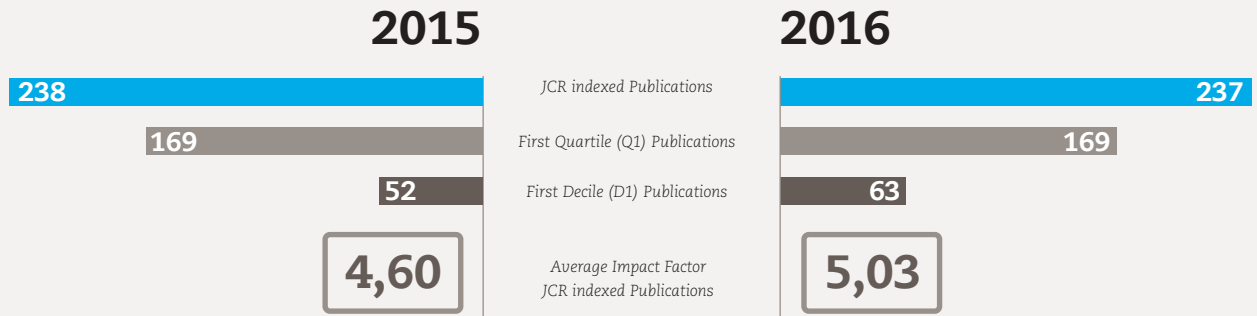 2015
2016
238
JCR indexed Publications
237
169
First Quartile (Q1) Publications
169
52
First Decile (D1) Publications
63
4,60
Average Impact Factor
JCR indexed Publications
5,03